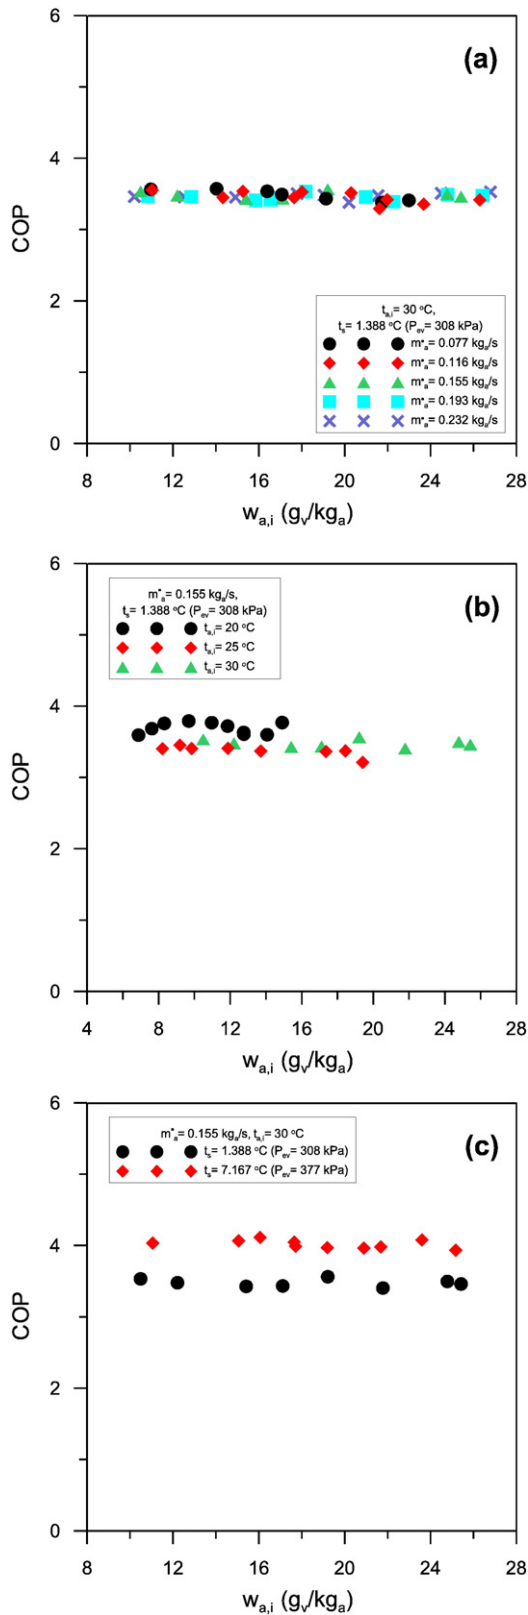 6
(a)
4
COP
2
t_a,i = 30 °C,
t_s = 1.388 °C (P_ev = 308 kPa)
m•_a = 0.077 kg_a/s
m•_a = 0.116 kg_a/s
m•_a = 0.155 kg_a/s
m•_a = 0.193 kg_a/s
m•_a = 0.232 kg_a/s
0
8 12 16 20 24 28
w_a,i (g_v/kg_a)
6
(b)
m•_a = 0.155 kg_a/s,
t_s = 1.388 °C (P_ev = 308 kPa)
t_a,i = 20 °C
t_a,i = 25 °C
t_a,i = 30 °C
4
COP
2
0
4 8 12 16 20 24 28
w_a,i (g_v/kg_a)
6
(c)
m•_a = 0.155 kg_a/s, t_a,i = 30 °C
t_s = 1.388 °C (P_ev = 308 kPa)
t_s = 7.167 °C (P_ev = 377 kPa)
4
COP
2
0
8 12 16 20 24 28
w_a,i (g_v/kg_a)